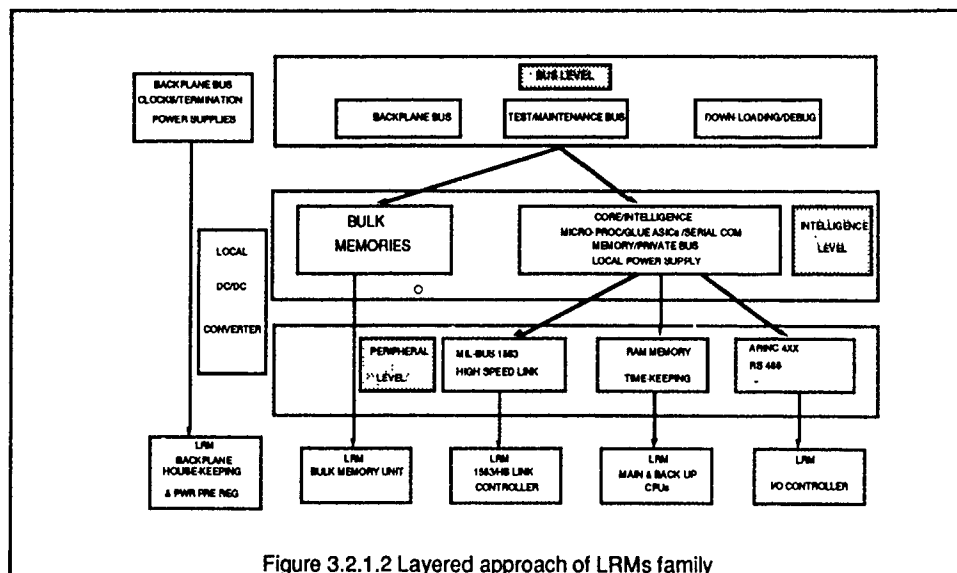 BACKPLANE BUS
CLOCKS/TERMINATION
POWER SUPPLIES
BUS LEVEL
BACKPLANE BUS
TEST/MAINTENANCE BUS
DOWN-LOADING/DEBUG
BULK
MEMORIES
CORE/INTELLIGENCE
MICRO-PROC/GLUE ASICs/SERIAL COM
MEMORY/PRIVATE BUS
LOCAL POWER SUPPLY
INTELLIGENCE
LEVEL
LOCAL
DC/DC
CONVERTER
PERIPHERAL
LEVEL
MIL-BUS 1553
HIGH SPEED LINK
RAM MEMORY
TIME-KEEPING
ARINC 4XX
RS
LRM
BACKPLANE
HOUSE-KEEPING
& PWR PRE REG
LRM
BULK MEMORY UNIT
LRM
1553/HS LINK
CONTROLLER
LRM
MAIN & BACK UP
CPUs
LRM
I/O CONTROLLER
Figure 3.2.1.2 Layered approach of LRMs family